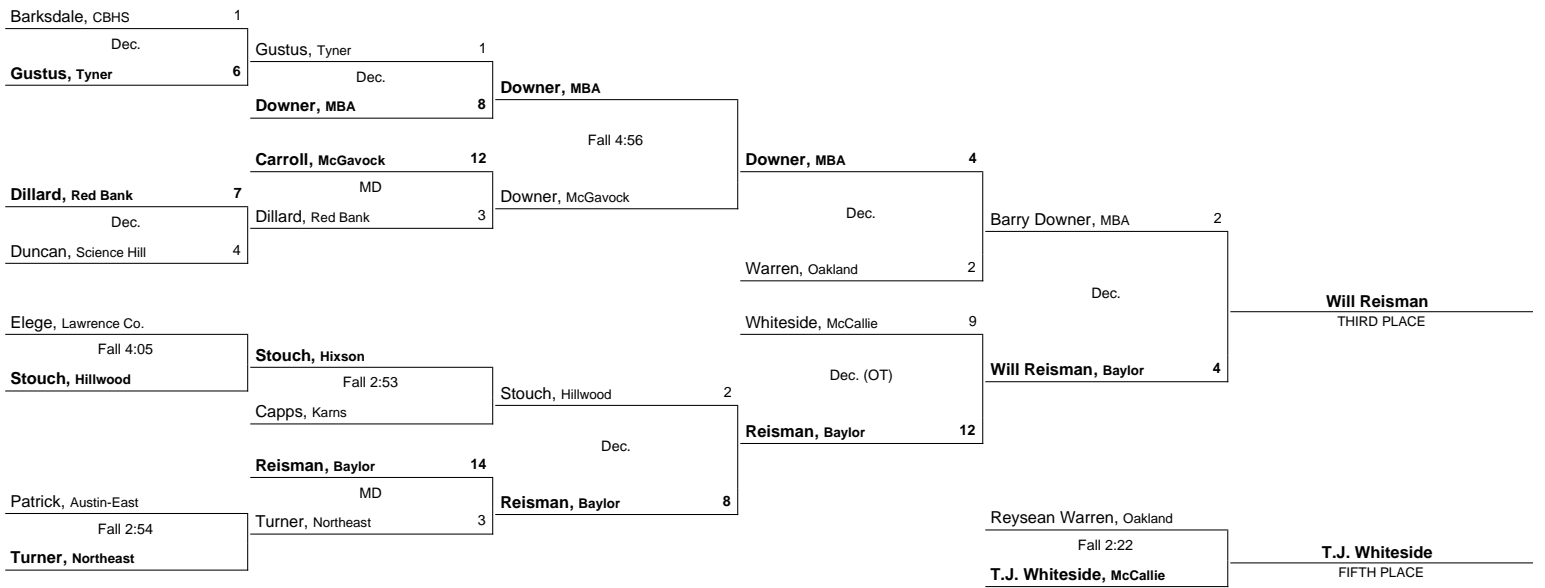 Barksdale, CBHS 1
Dec.
Gustus, Tyner 6
Dillard, Red Bank 7
Dec.
Duncan, Science Hill 4
Elege, Lawrence Co.
Fall 4:05
Stouch, Hillwood
Patrick, Austin-East
Fall 2:54
Turner, Northeast
Gustus, Tyner 1
Dec.
Downer, MBA 8
Carroll, McGavock 12
MD
Dillard, Red Bank 3
Stouch, Hixson
Fall 2:53
Capps, Karns
Reisman, Baylor 14
MD
Turner, Northeast 3
Downer, MBA
Fall 4:56
Downer, McGavock
Stouch, Hillwood 2
Dec.
Reisman, Baylor 8
Downer, MBA 4
Dec.
Warren, Oakland 2
Whiteside, McCallie 9
Dec. (OT)
Reisman, Baylor 12
Barry Downer, MBA 2
Dec.
Will Reisman, Baylor 4
Will Reisman
THIRD PLACE
Reysean Warren, Oakland
Fall 2:22
T.J. Whiteside, McCallie
T.J. Whiteside
FIFTH PLACE